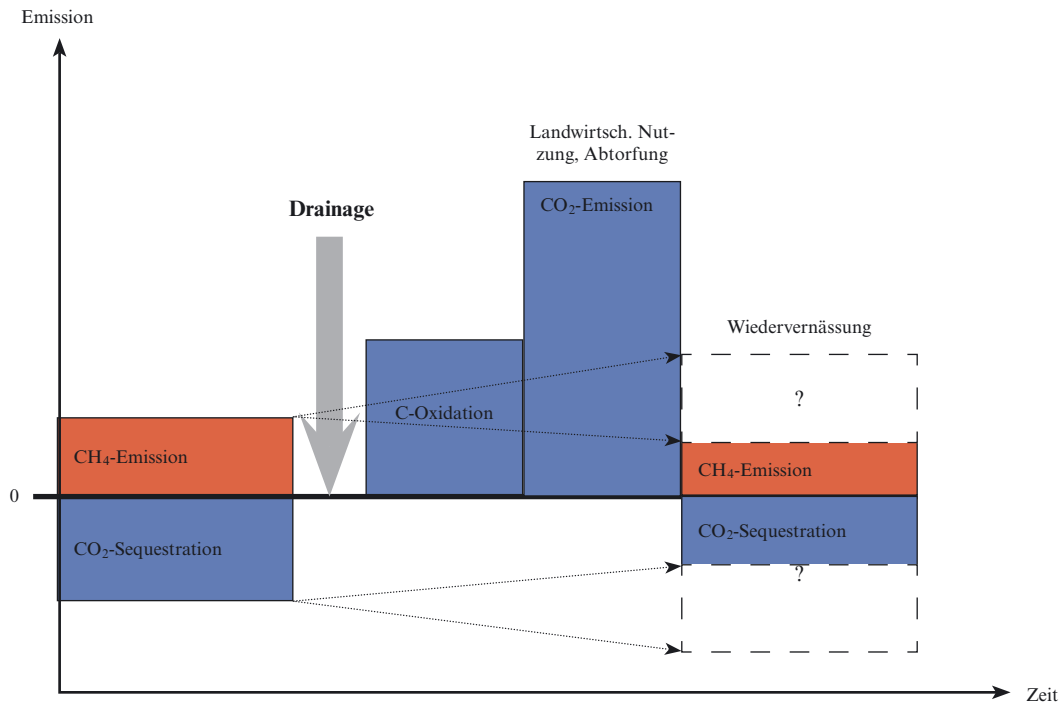 Emission
Landwirtsch. Nut-
zung, Abtorfung
CO₂-Emission
Drainage
Wiedervernässung
?
C-Oxidation
CH₄-Emission
CH₄-Emission
0
CO₂-Sequestration
CO₂-Sequestration
?
Zeit